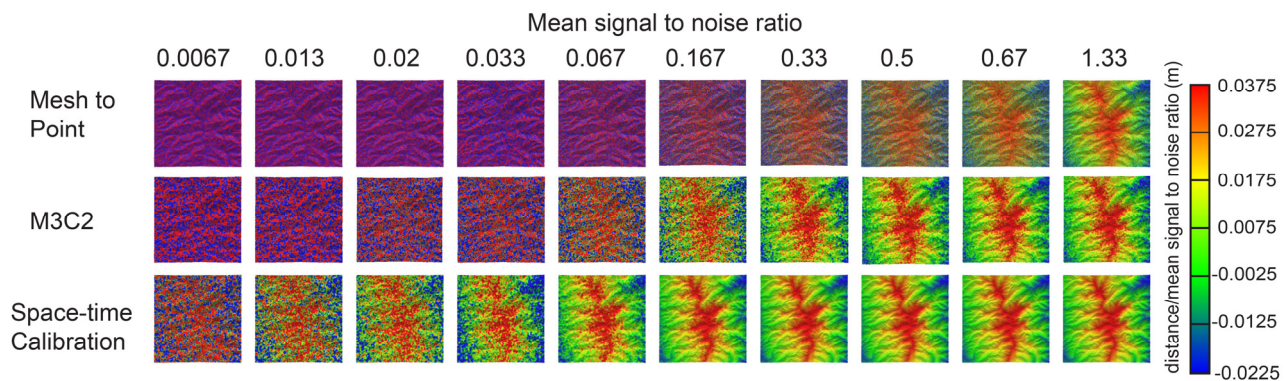 Mean signal to noise ratio
0.0067 0.013 0.02 0.033 0.067 0.167 0.33 0.5 0.67 1.33
Mesh to
Point
M3C2
Space-time
Calibration
distance/mean signal to noise ratio (m)
0.0375
0.0275
0.0175
0.0075
-0.0025
-0.0125
-0.0225